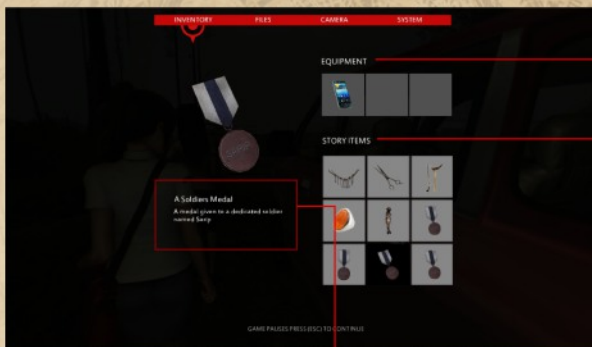 INVENTORY FILES CAMERA SYSTEM
EQUIPMENT
STORY ITEMS
A Soldiers Medal
A medal given to a dedicated soldier
named Sarip
GAME PAUSES PRESS (ESC) TO CONTINUE